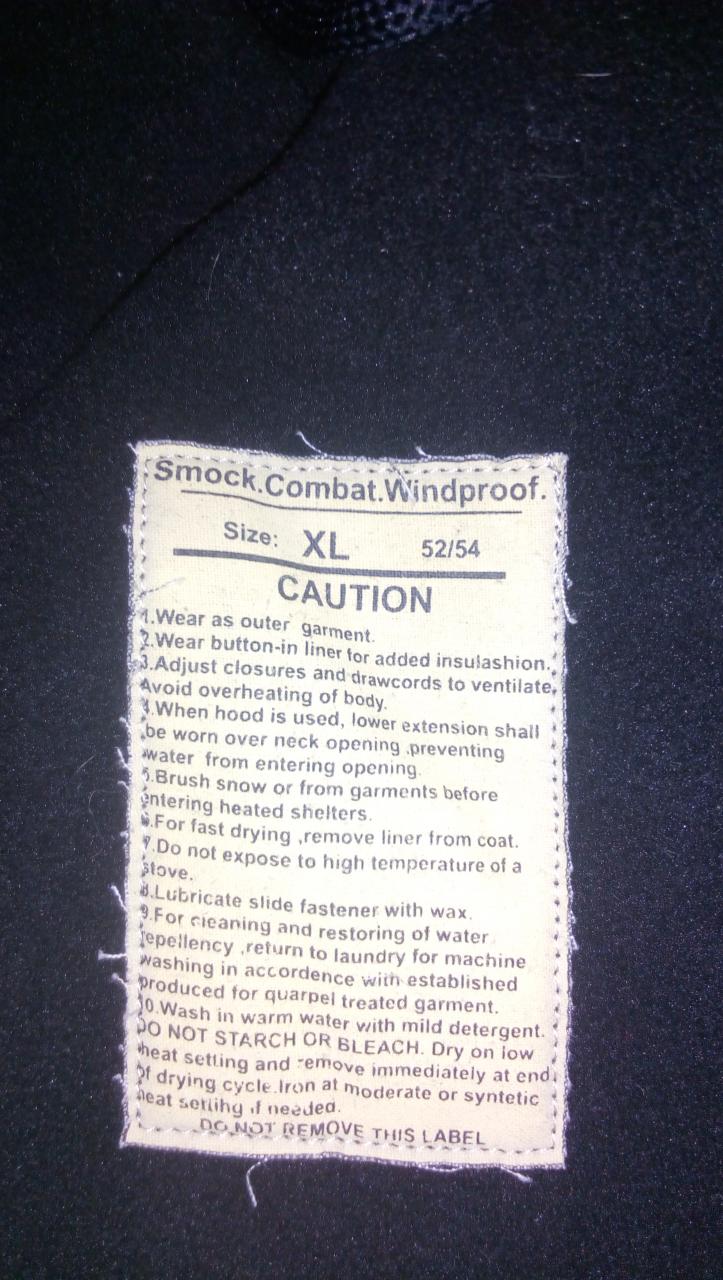 Smock.Combat.Windproof.
Size: XL 52/54
CAUTION
1.Wear as outer garment.
2.Wear button-in liner for added insulashion.
3.Adjust closures and drawcords to ventilate.
Avoid overheating of body.
4.When hood is used, lower extension shall
be worn over neck opening .preventing
water from entering opening.
5.Brush snow or from garments before
entering heated shelters.
6.For fast drying ,remove liner from coat.
7.Do not expose to high temperature of a
stove.
8.Lubricate slide fastener with wax.
9.For cleaning and restoring of water
repellency ,return to laundry for machine
washing in accordance with established
produced for quarpel treated garment.
10.Wash in warm water with mild detergent.
DO NOT STARCH OR BLEACH. Dry on low
heat setting and remove immediately at end
of drying cycle.Iron at moderate or syntetic
heat setting if needed.
DO NOT REMOVE THIS LABEL